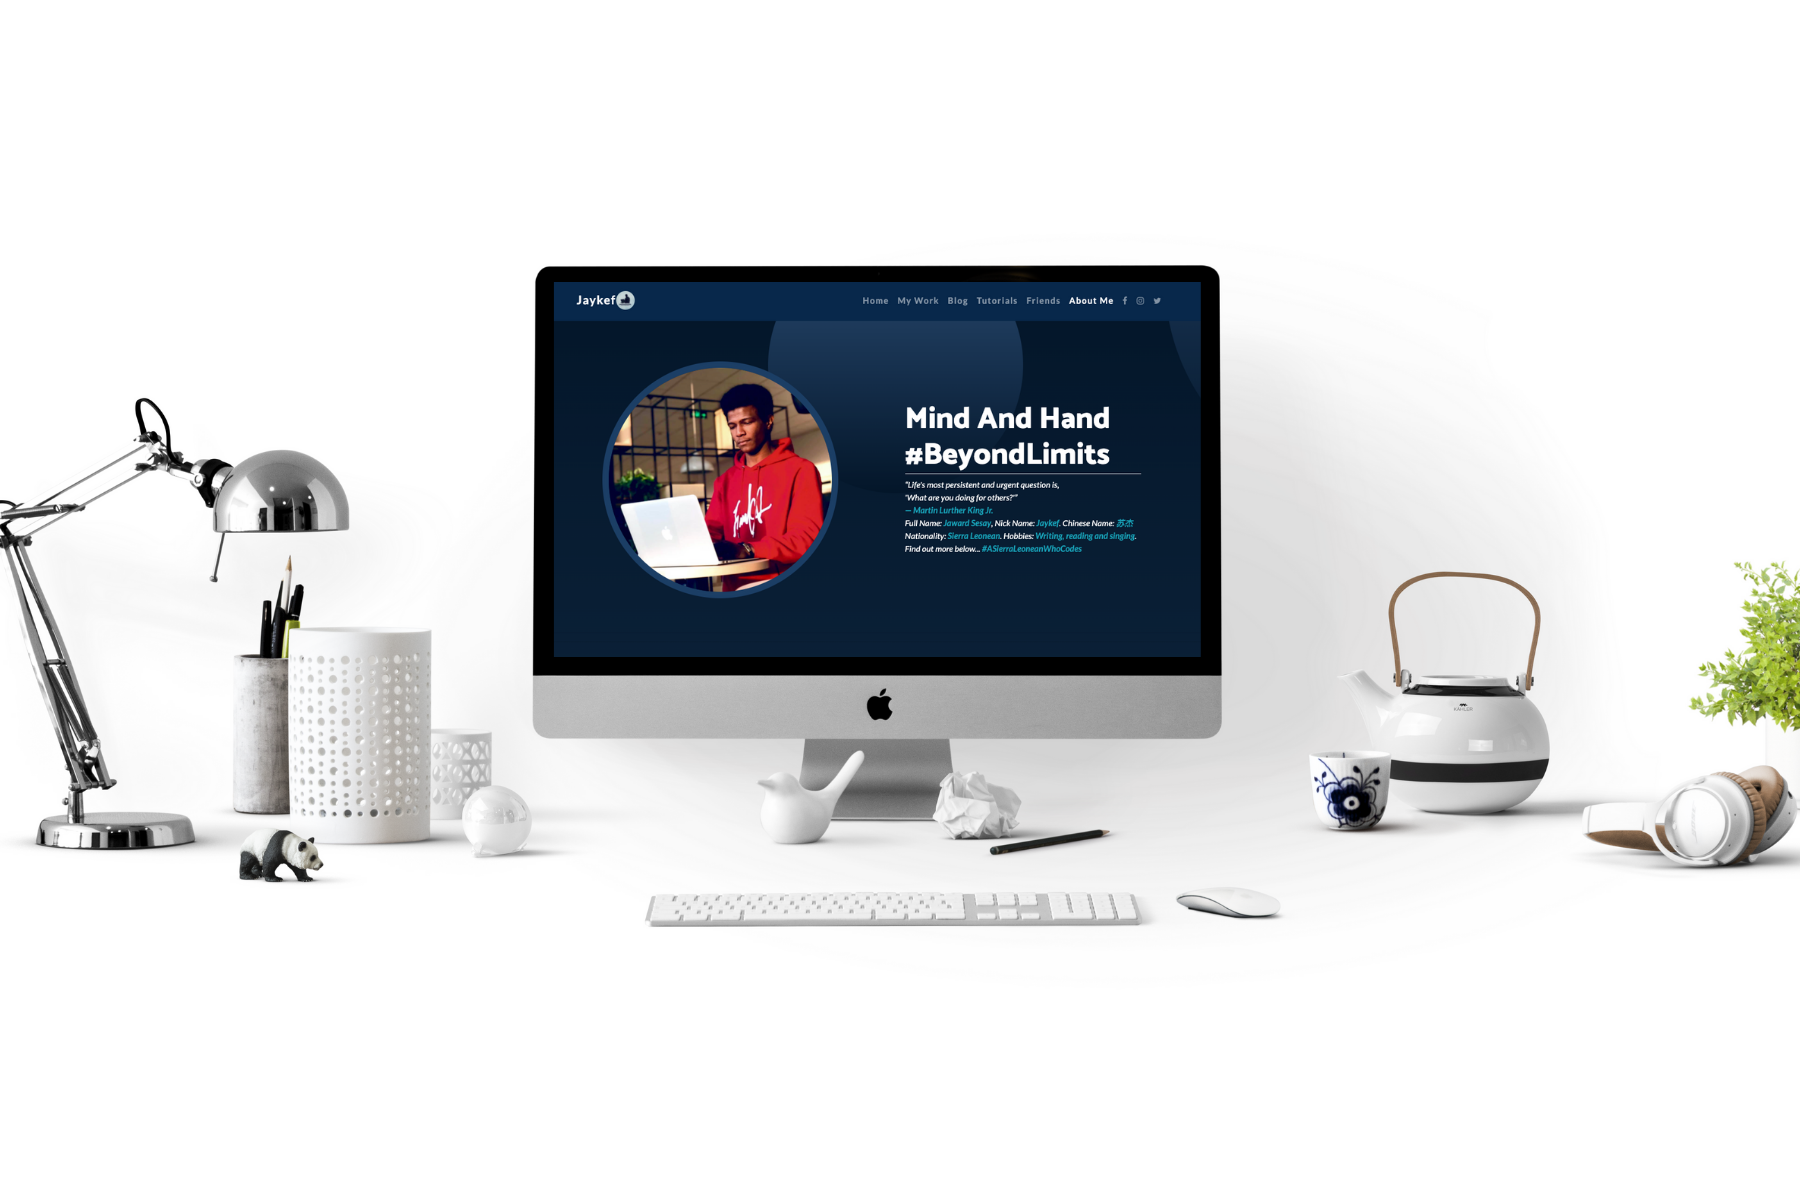 Jaykef
Home My Work Blog Tutorials Friends About Me
Mind And Hand
#BeyondLimits
"Life's most persistent and urgent question is,
'What are you doing for others?'"
— Martin Lurther King Jr.
Full Name: Jaward Sesay, Nick Name: Jaykef. Chinese Name: 苏杰
Nationality: Sierra Leonean. Hobbies: Writing, reading and singing.
Find out more below... #ASierraLeoneanWhoCodes
KÄHLER